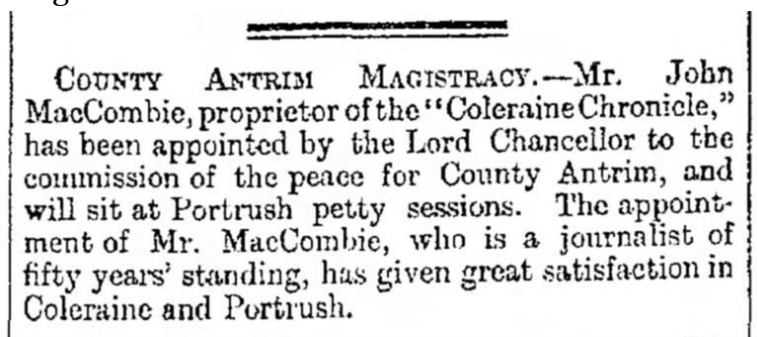 COUNTY ANTRIM MAGISTRACY.—Mr. John
MacCombie, proprietor of the "Coleraine Chronicle,"
has been appointed by the Lord Chancellor to the
commission of the peace for County Antrim, and
will sit at Portrush petty sessions. The appoint-
ment of Mr. MacCombie, who is a journalist of
fifty years' standing, has given great satisfaction in
Coleraine and Portrush.